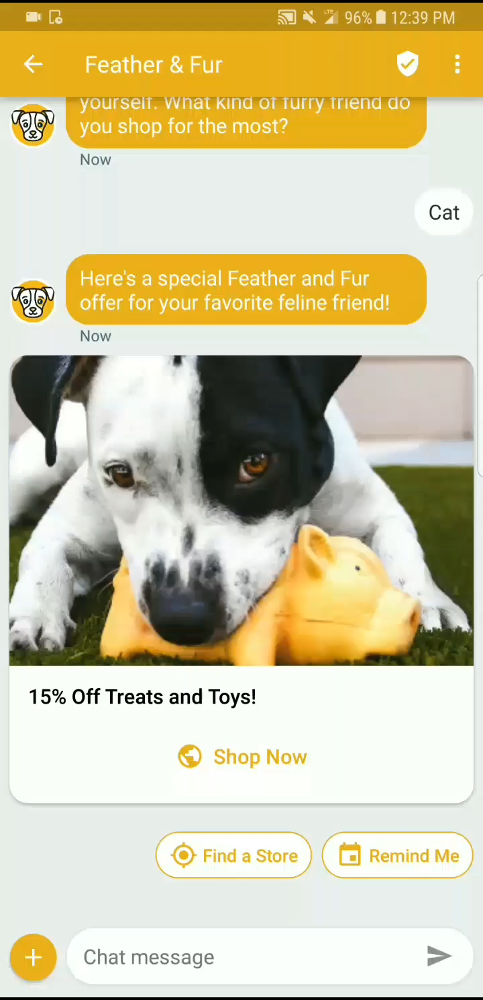 LTE 96% 12:39 PM
Feather & Fur
yourself. What kind of furry friend do
you shop for the most?
Now
Cat
Here's a special Feather and Fur
offer for your favorite feline friend!
Now
15% Off Treats and Toys!
Shop Now
Find a Store
Remind Me
Chat message